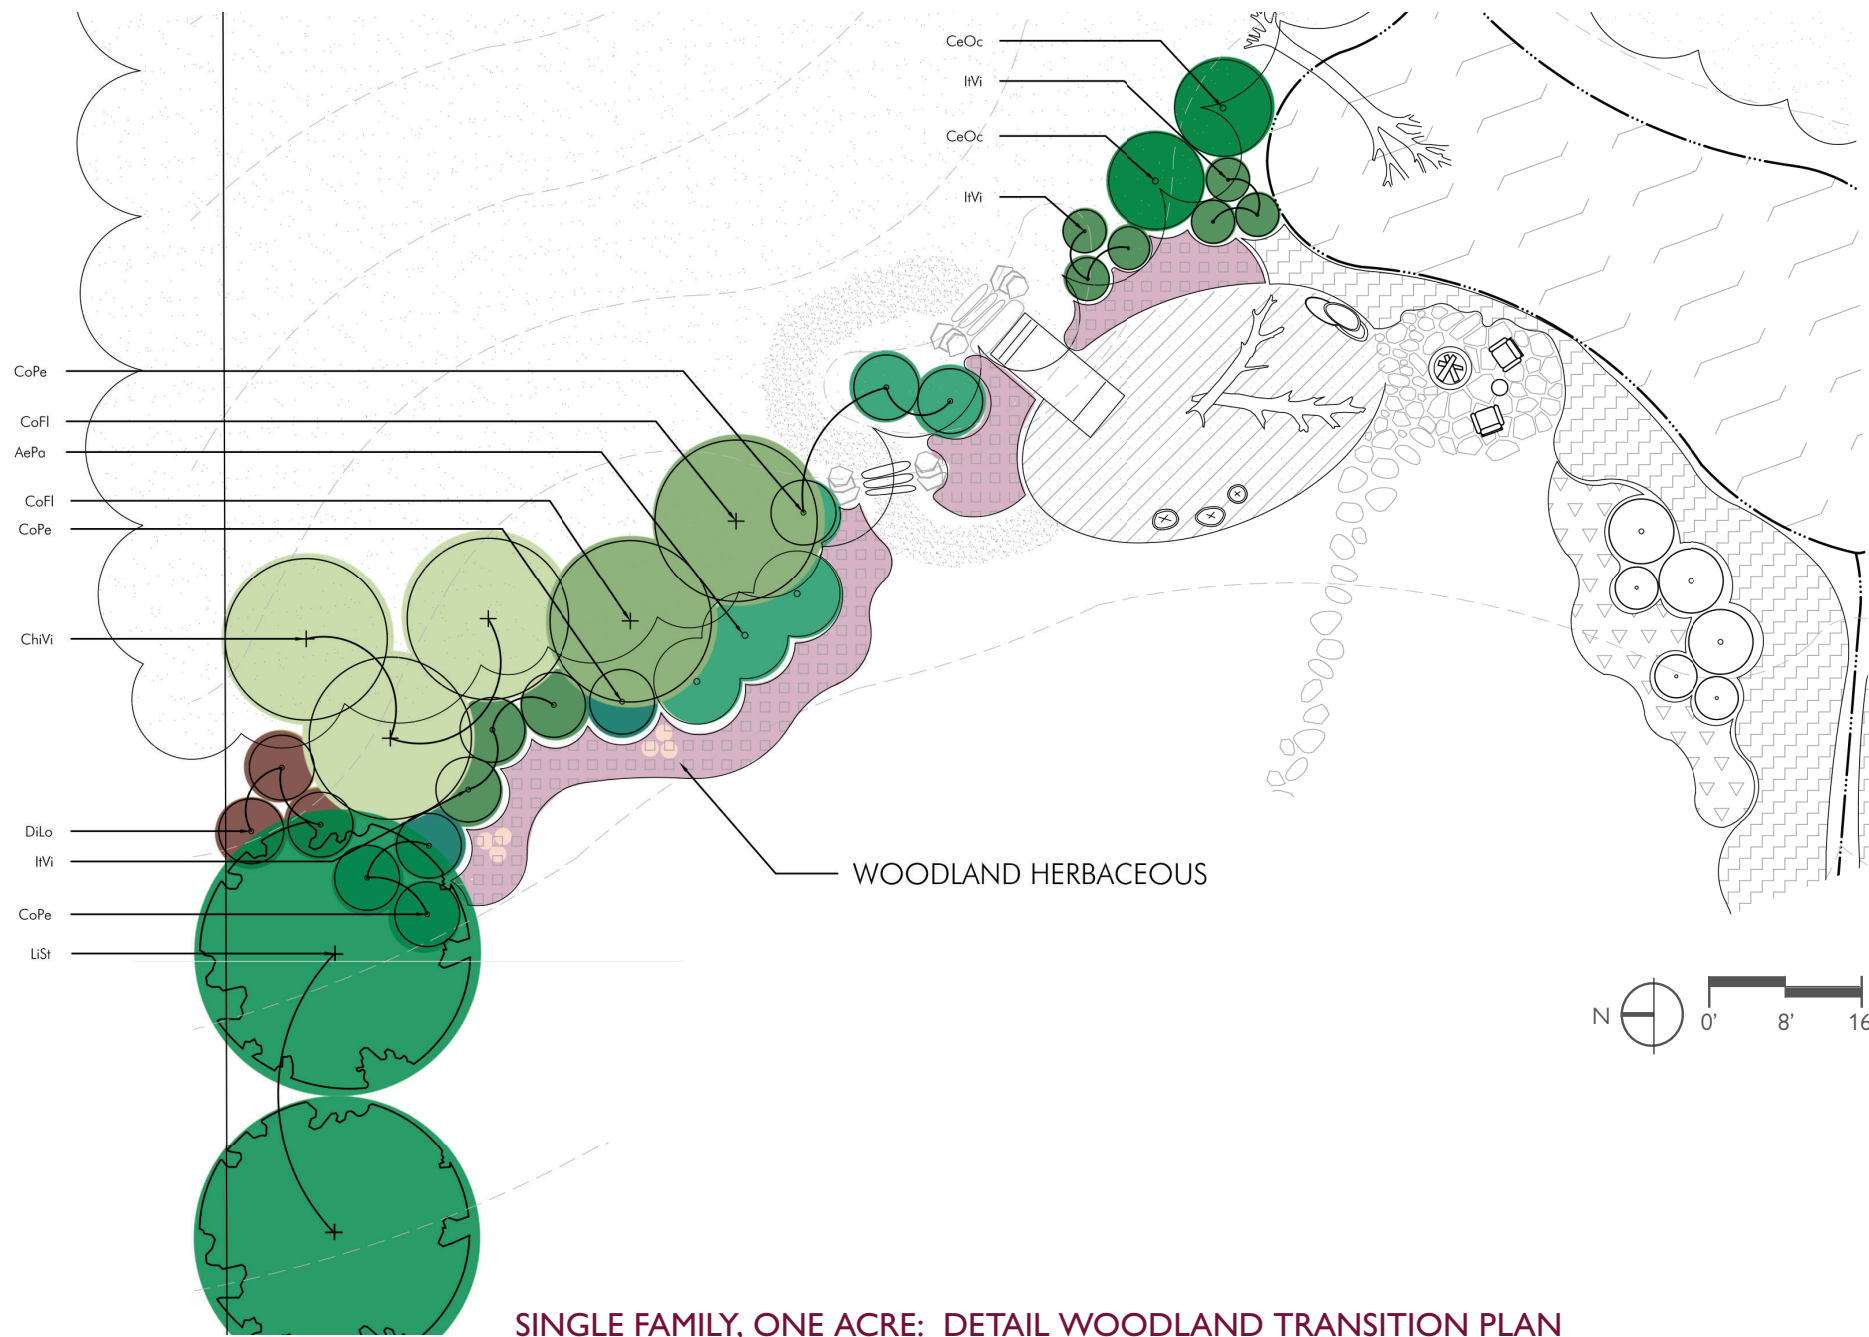 CeOc
ItVi
CeOc
ItVi
CoPe
CoFl
AePa
CoFl
CoPe
ChiVi
DiLo
ItVi
CoPe
LiSt
WOODLAND HERBACEOUS
N 0' 8' 16
SINGLE FAMILY, ONE ACRE: DETAIL WOODLAND TRANSITION PLAN